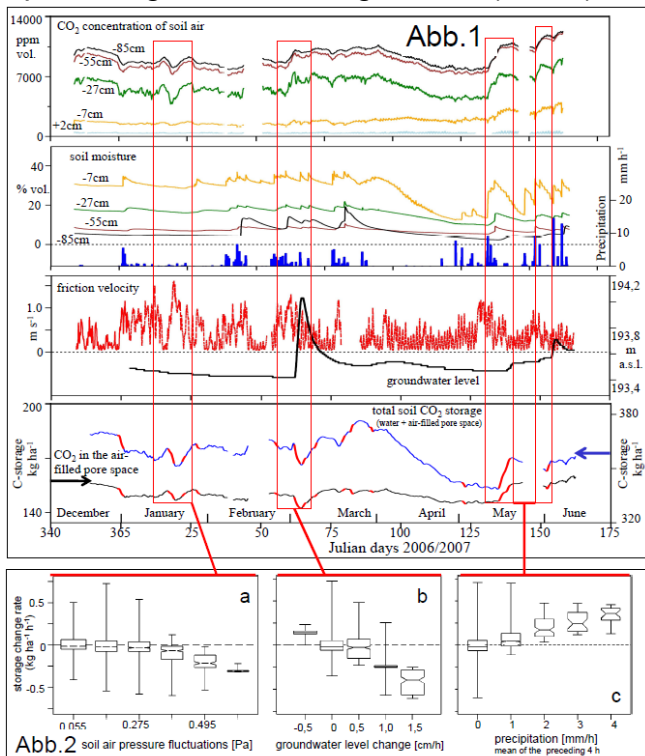 CO2 concentration of soil air
Abb.1
ppm
vol.
14000
7000
0
-85cm
-55cm
-27cm
-7cm
+2cm
soil moisture
% vol.
40
20
0
-7cm
-27cm
-55cm
-85cm
Precipitation
mm h-1
20
10
0
friction velocity
m s-1
1.0
0
groundwater level
194,2
193,8
m
a.s.l.
193,4
200
C-storage
kg ha-1
140
CO2 in the air-
filled pore space
total soil CO2 storage
(water + air-filled pore space)
380
C-storage
kg ha-1
320
December January February March April May June
340 365 25 50 75 100 125 150 175
Julian days 2006/2007
storage change rate
(kg ha-1 h-1)
0.5
0
-0.5
a
0.055 0.275 0.495
Abb.2 soil air pressure fluctuations [Pa]
b
-0,5 0 0,5 1,0 1,5
groundwater level change [cm/h]
c
0 1 2 3 4
precipitation [mm/h]
mean of the preceding 4 h